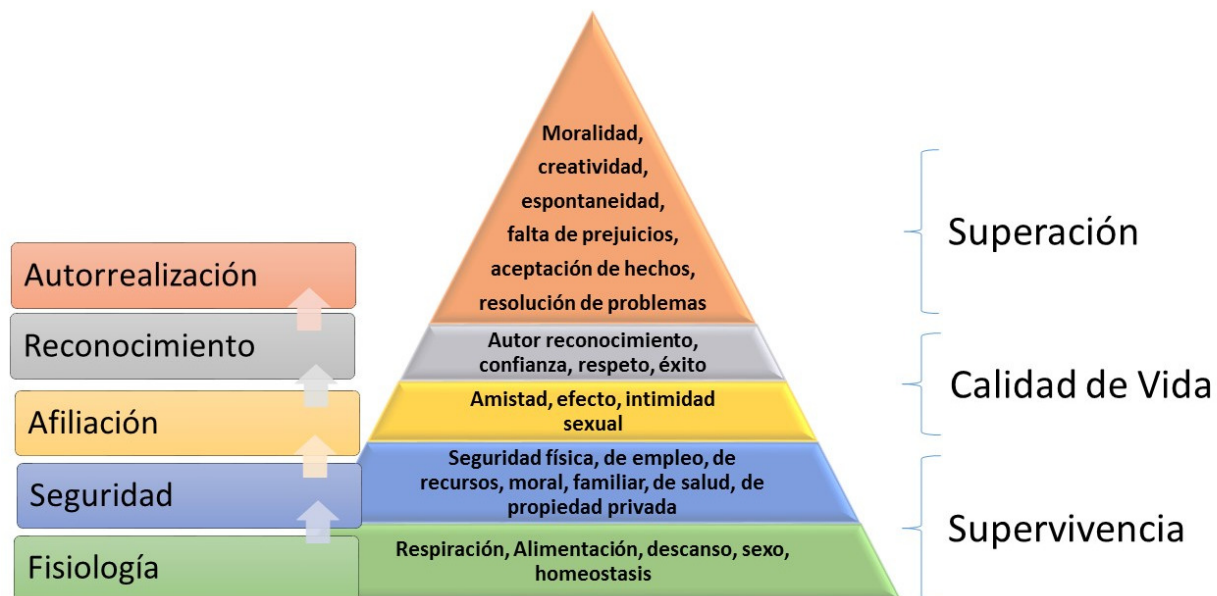 Moralidad,
creatividad,
espontaneidad,
falta de prejuicios,
aceptación de hechos,
resolución de problemas
Autor reconocimiento,
confianza, respeto, éxito
Amistad, efecto, intimidad
sexual
Seguridad física, de empleo, de
recursos, moral, familiar, de salud, de
propiedad privada
Respiración, Alimentación, descanso, sexo,
homeostasis
Autorrealización
Reconocimiento
Afiliación
Seguridad
Fisiología
Superación
Calidad de Vida
Supervivencia